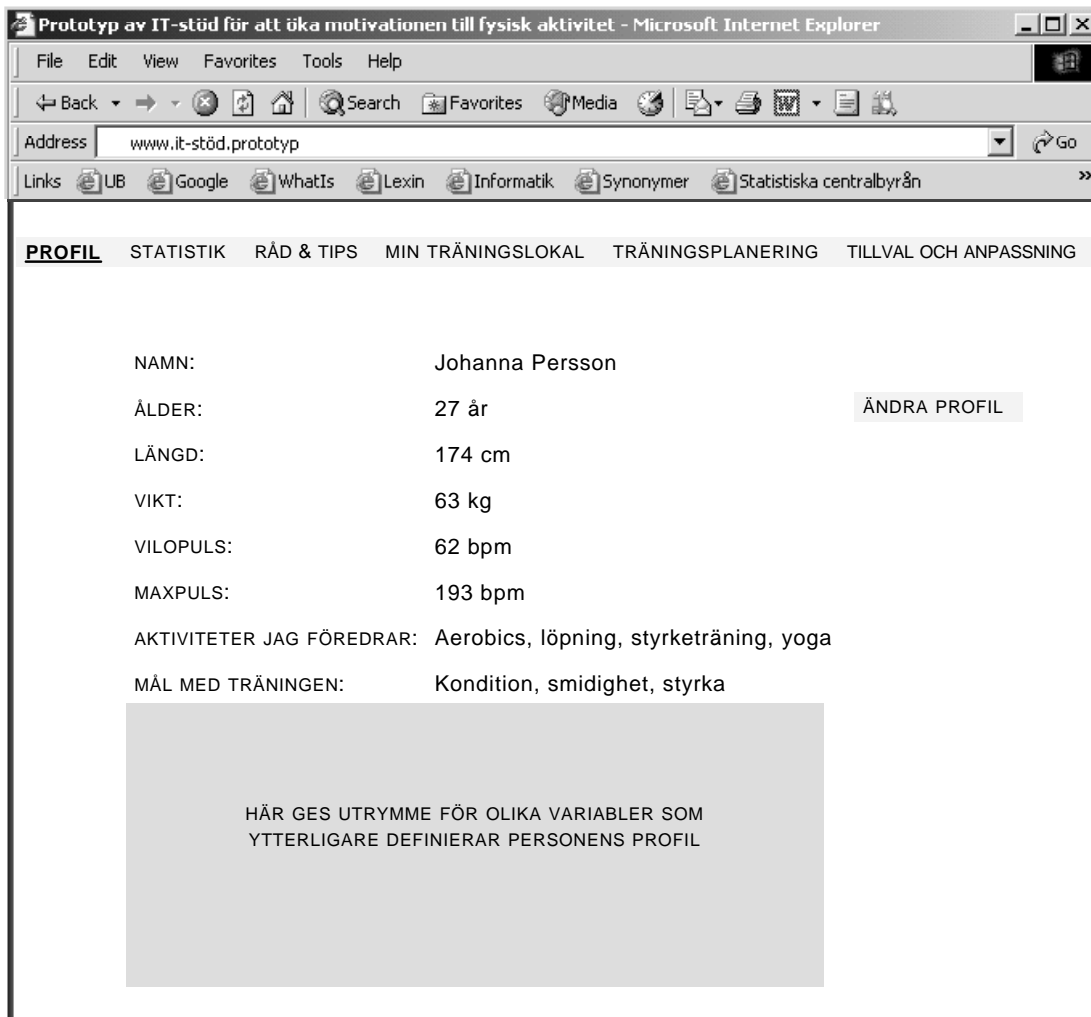 Prototyp av IT-stöd för att öka motivationen till fysisk aktivitet - Microsoft Internet Explorer
File Edit View Favorites Tools Help
Back Search Favorites Media
Address www.it-stöd.prototyp Go
Links UB Google WhatIs Lexin Informatik Synonymer Statistiska centralbyrån »
PROFIL STATISTIK RÅD & TIPS MIN TRÄNINGSLOKAL TRÄNINGSPLANERING TILLVAL OCH ANPASSNING
NAMN: Johanna Persson
ÅLDER: 27 år ÄNDRA PROFIL
LÄNGD: 174 cm
VIKT: 63 kg
VILOPULS: 62 bpm
MAXPULS: 193 bpm
AKTIVITETER JAG FÖREDRAR: Aerobics, löpning, styrketräning, yoga
MÅL MED TRÄNINGEN: Kondition, smidighet, styrka
HÄR GES UTRYMME FÖR OLIKA VARIABLER SOM
YTTERLIGARE DEFINIERAR PERSONENS PROFIL